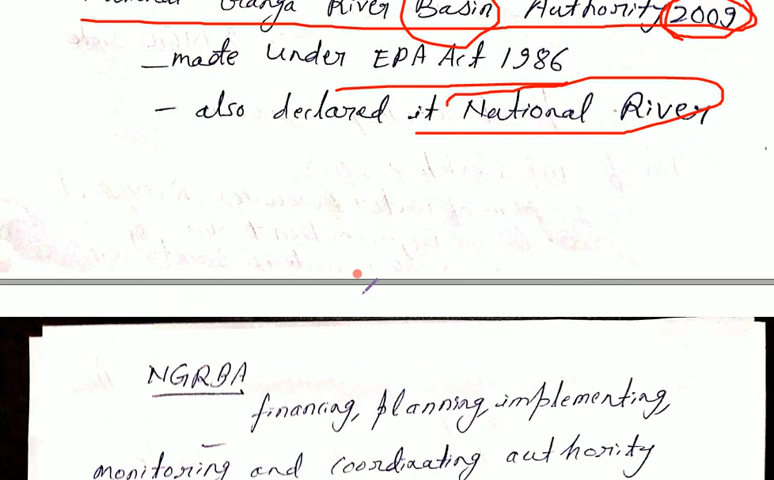 Ganga River Basin Authority 2009
— made Under EPA Act 1986
- also declared it National River
NGRBA
financing, planning, implementing,
monitoring and coordinating authority